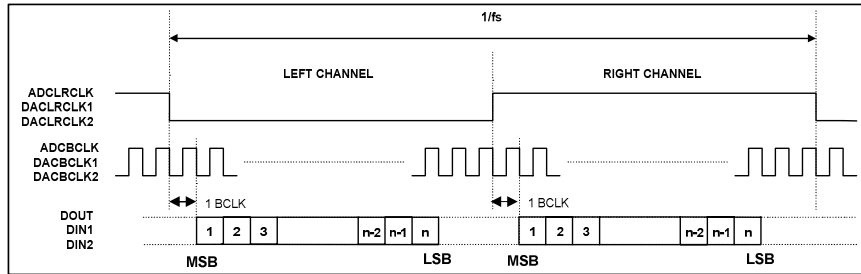 1/fs
LEFT CHANNEL
RIGHT CHANNEL
ADCLRCLK
DACLRCLK1
DACLRCLK2
ADCBCLK
DACBCLK1
DACBCLK2
1 BCLK
1 BCLK
DOUT
DIN1
DIN2
1 2 3 n-2 n-1 n
1 2 3 n-2 n-1 n
MSB
LSB
MSB
LSB